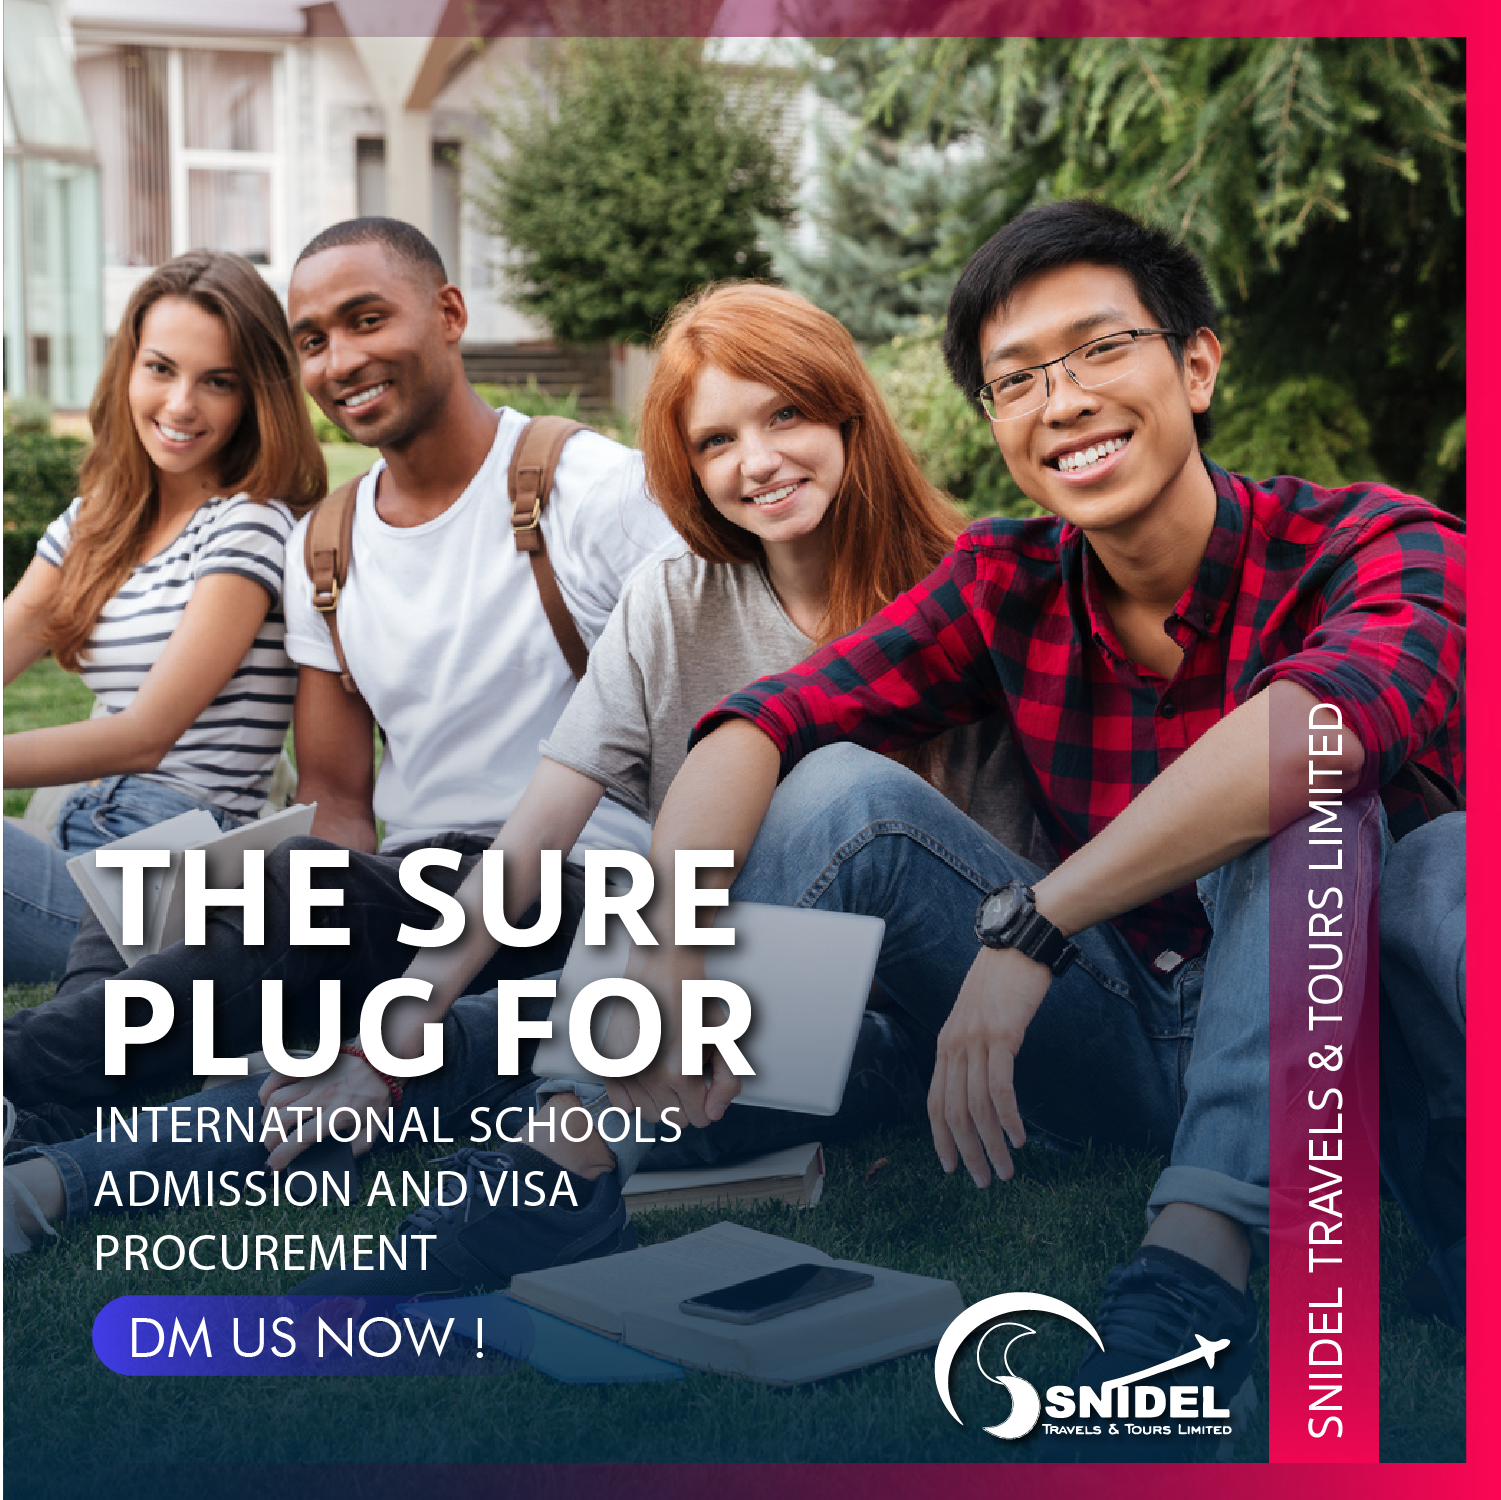 THE SURE
PLUG FOR
INTERNATIONAL SCHOOLS
ADMISSION AND VISA
PROCUREMENT
DM US NOW !
SNIDEL
TRAVELS & TOURS LIMITED
SNIDEL TRAVELS & TOURS LIMITED